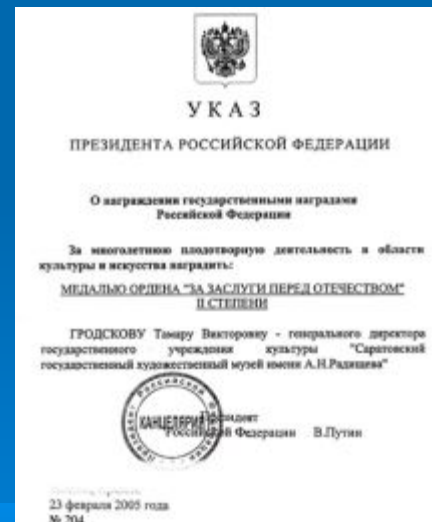 УКАЗ
ПРЕЗИДЕНТА РОССИЙСКОЙ ФЕДЕРАЦИИ
О награждении государственными наградами
Российской Федерации
За многолетнюю плодотворную деятельность в области
культуры и искусства наградить:
МЕДАЛЬЮ ОРДЕНА "ЗА ЗАСЛУГИ ПЕРЕД ОТЕЧЕСТВОМ"
II СТЕПЕНИ
ГРОДСКОВУ Тамару Викторовну - генерального директора
государственного учреждения культуры "Саратовский
государственный художественный музей имени А.Н.Радищева"
Президент
Российской Федерации В.Путин
КАНЦЕЛЯРИЯ
23 февраля 2005 года
№ 204